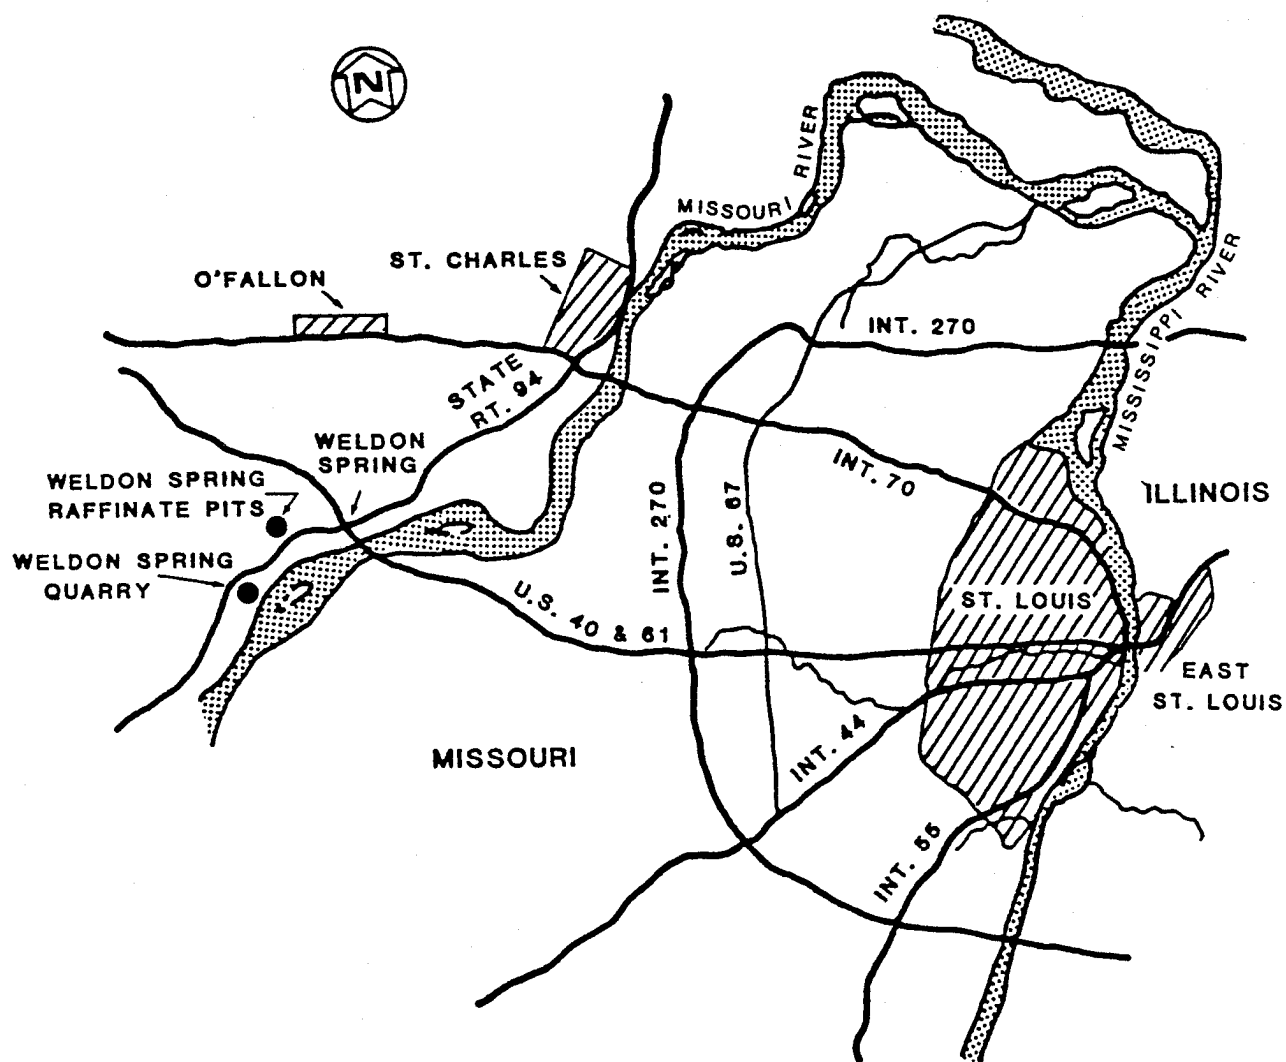 N
MISSOURI
RIVER
ST. CHARLES
O'FALLON
MISSISSIPPI
RIVER
INT. 270
STATE
RT. 94
WELDON
SPRING
WELDON SPRING
RAFFINATE PITS
WELDON SPRING
QUARRY
INT. 70
INT. 270
U.S. 67
ILLINOIS
U.S. 40 & 61
ST. LOUIS
EAST
ST. LOUIS
MISSOURI
INT. 44
INT. 55